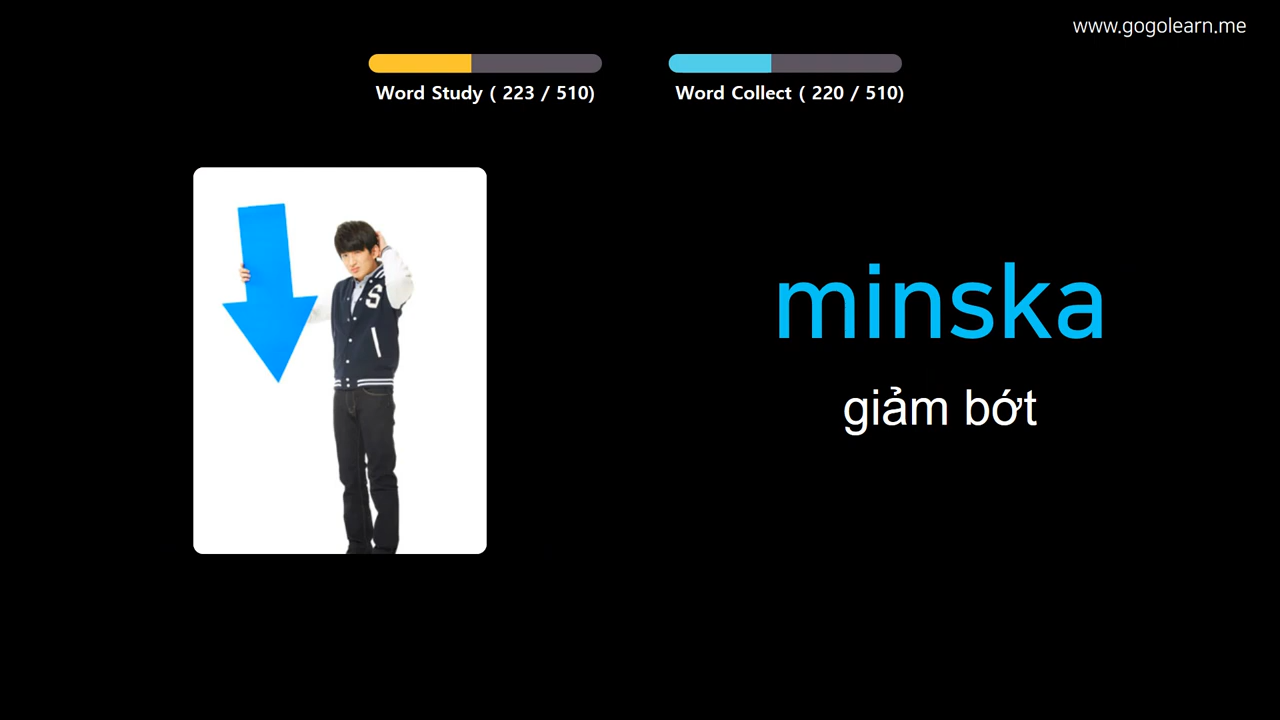 www.gogolearn.me
Word Study ( 223 / 510)
Word Collect ( 220 / 510)
S
minska
giảm bớt